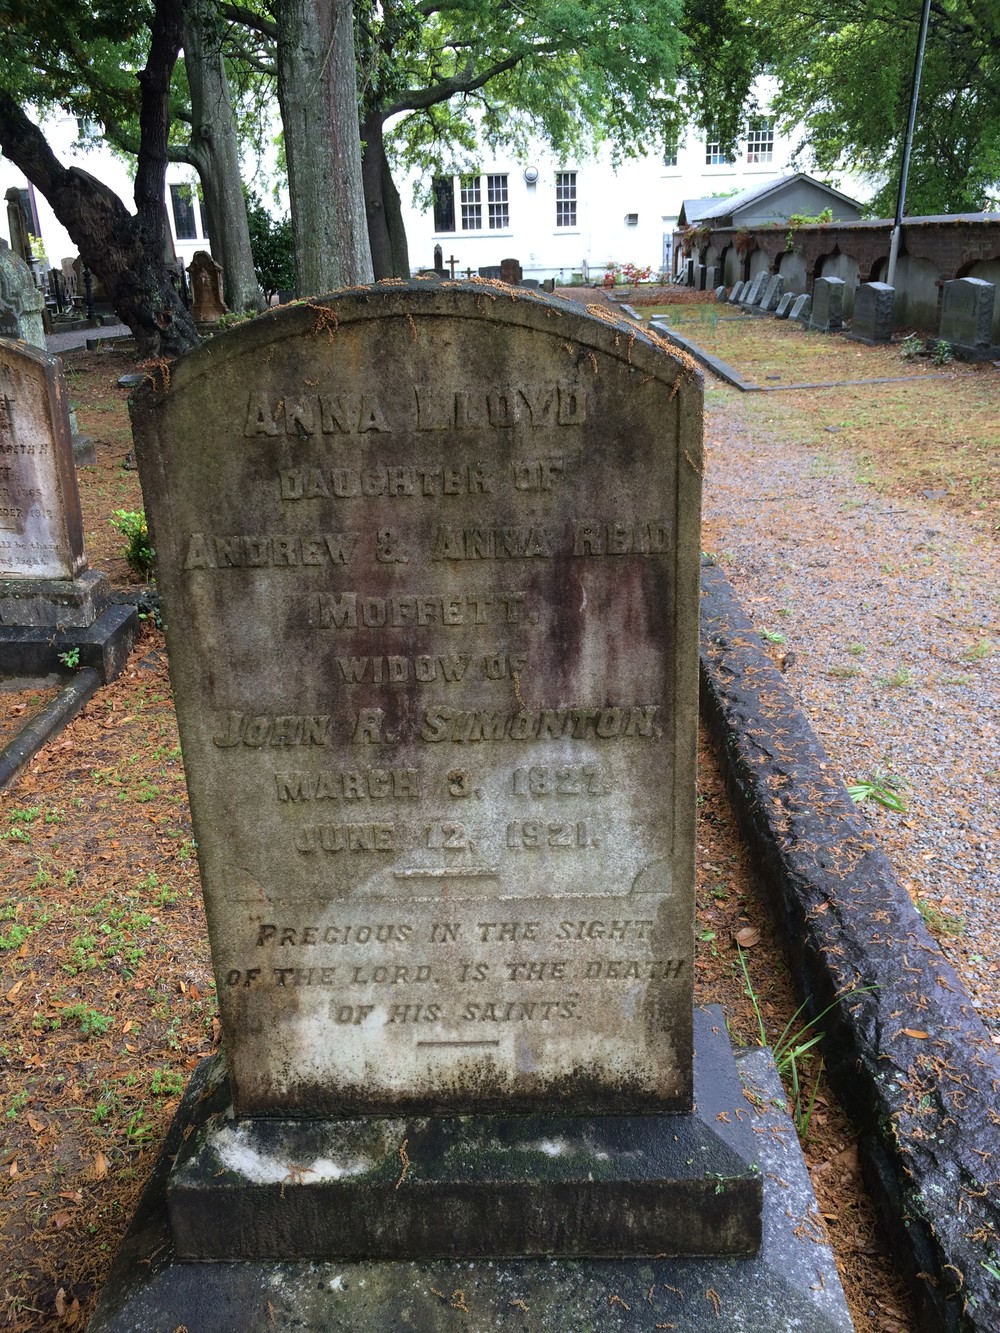 ANNA LLOYD
DAUGHTER OF
ANDREW & ANNA REID
MOFFETT.
WIDOW OF
JOHN R. SIMONTON.
MARCH 3, 1827.
JUNE 12, 1921.
PRECIOUS IN THE SIGHT
OF THE LORD, IS THE DEATH
OF HIS SAINTS.